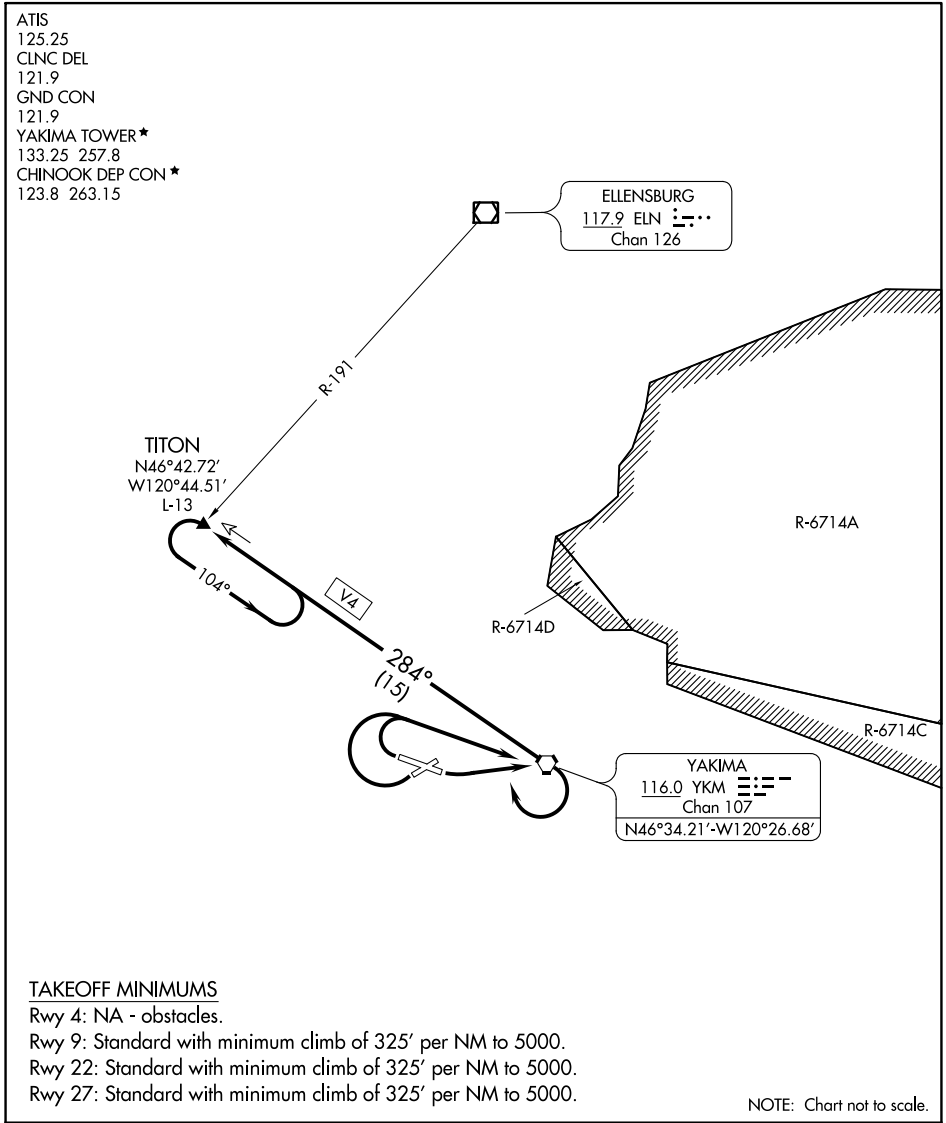 ATIS
125.25
CLNC DEL
121.9
GND CON
121.9
YAKIMA TOWER★
133.25 257.8
CHINOOK DEP CON★
123.8 263.15
ELLENSBURG
117.9 ELN
Chan 126
R-191
TITON
N46°42.72'
W120°44.51'
L-13
104°
V4
284°
(15)
R-6714A
R-6714D
R-6714C
YAKIMA
116.0 YKM
Chan 107
N46°34.21'-W120°26.68'
TAKEOFF MINIMUMS
Rwy 4: NA - obstacles.
Rwy 9: Standard with minimum climb of 325' per NM to 5000.
Rwy 22: Standard with minimum climb of 325' per NM to 5000.
Rwy 27: Standard with minimum climb of 325' per NM to 5000.
NOTE: Chart not to scale.